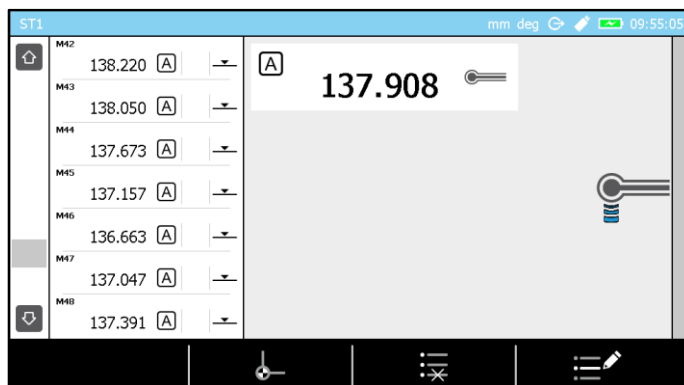 ST1
mm deg 09:55:05
M42
138.220 A
M43
138.050 A
M44
137.673 A
M45
137.157 A
M46
136.663 A
M47
137.047 A
M48
137.391 A
A
137.908